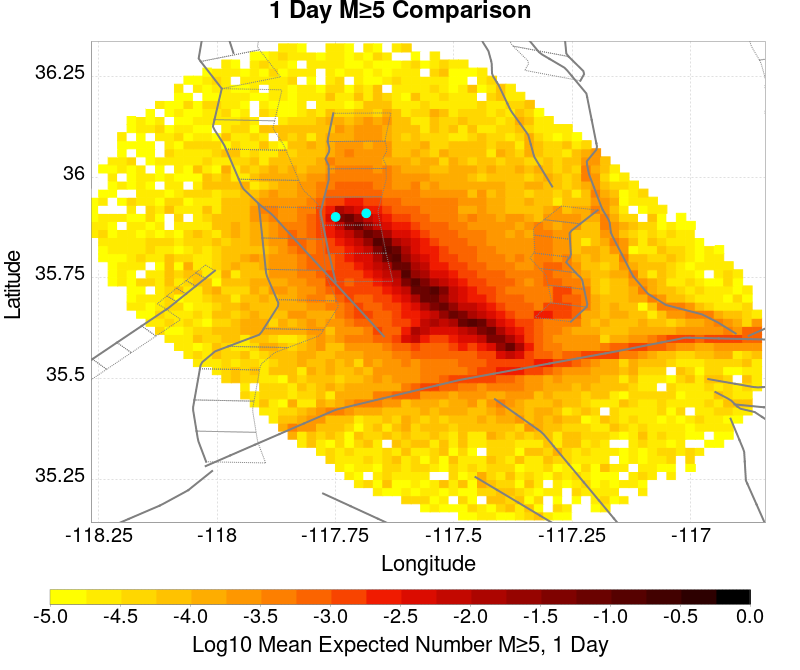 1 Day M≥5 Comparison
36.25
36
35.75
35.5
35.25
Latitude
-118.25 -118 -117.75 -117.5 -117.25 -117
Longitude
-5.0 -4.5 -4.0 -3.5 -3.0 -2.5 -2.0 -1.5 -1.0 -0.5 0.0
Log10 Mean Expected Number M≥5, 1 Day